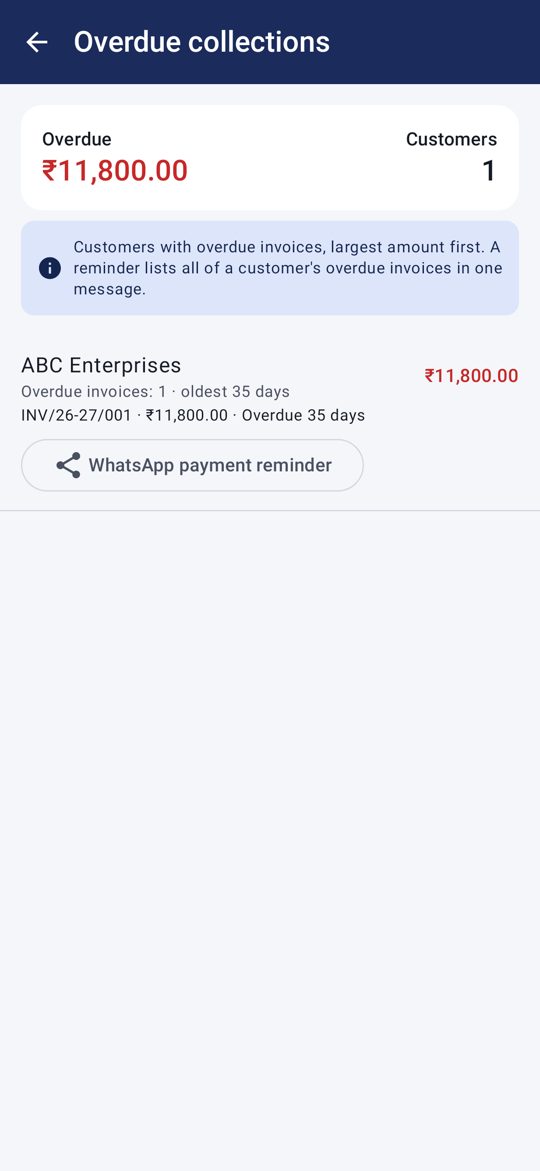 Overdue collections
Overdue
Customers
₹11,800.00
1
Customers with overdue invoices, largest amount first. A
reminder lists all of a customer's overdue invoices in one
message.
ABC Enterprises
₹11,800.00
Overdue invoices: 1 · oldest 35 days
INV/26-27/001 · ₹11,800.00 · Overdue 35 days
WhatsApp payment reminder